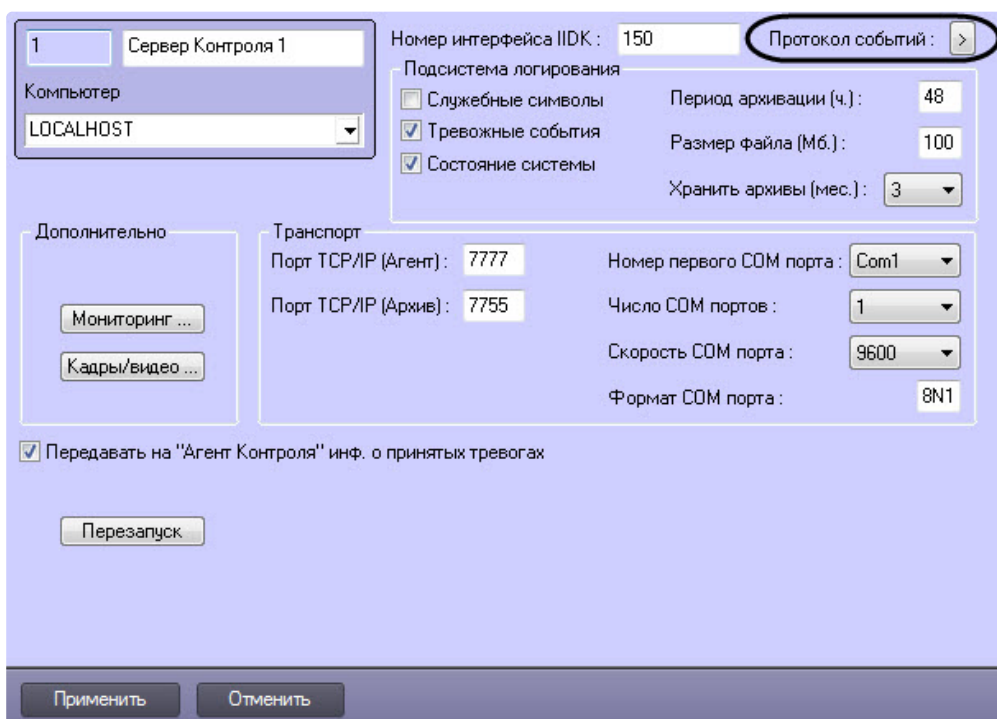 1 Сервер Контроля 1
Компьютер
LOCALHOST
Номер интерфейса IIDK : 150
Протокол событий : >
Подсистема логирования
Служебные символы
Тревожные события
Состояние системы
Период архивации (ч.) : 48
Размер файла (Мб.) : 100
Хранить архивы (мес.) : 3
Дополнительно
Мониторинг ...
Кадры/видео ...
Транспорт
Порт TCP/IP (Агент) : 7777
Порт TCP/IP (Архив) : 7755
Номер первого COM порта : Com1
Число COM портов : 1
Скорость COM порта : 9600
Формат COM порта : 8N1
Передавать на "Агент Контроля" инф. о принятых тревогах
Перезапуск
Применить
Отменить